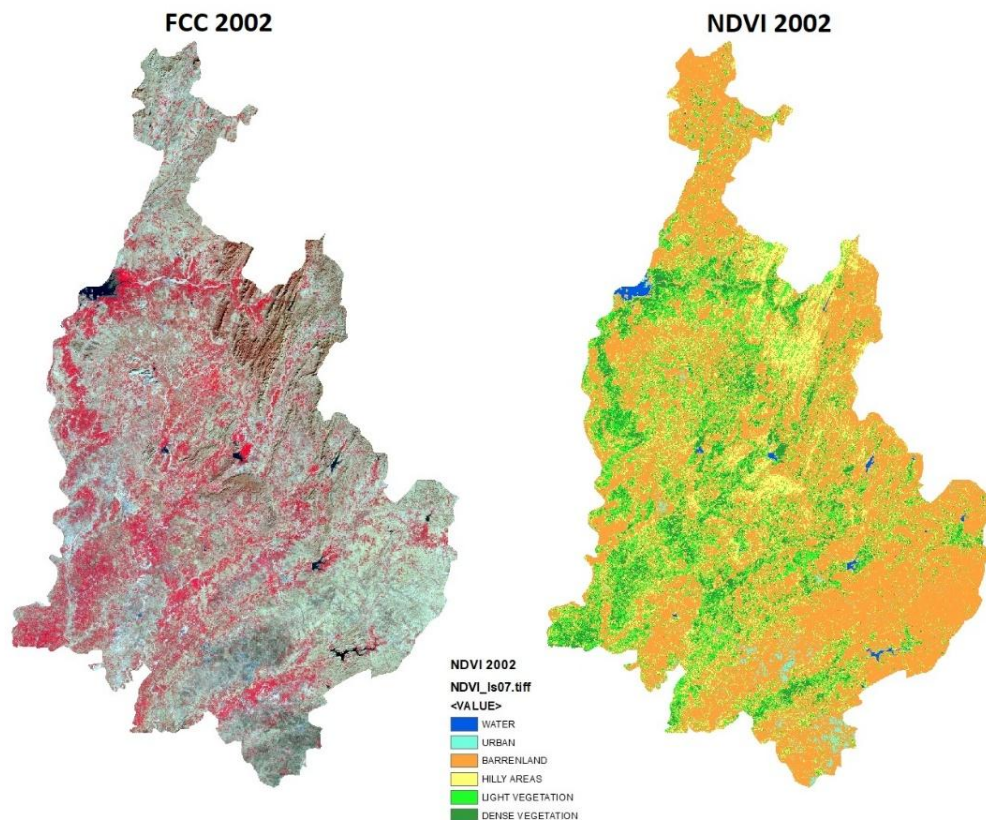 FCC 2002
NDVI 2002
NDVI 2002
NDVI_ls07.tiff
<VALUE>
WATER
URBAN
BARRENLAND
HILLY AREAS
LIGHT VEGETATION
DENSE VEGETATION